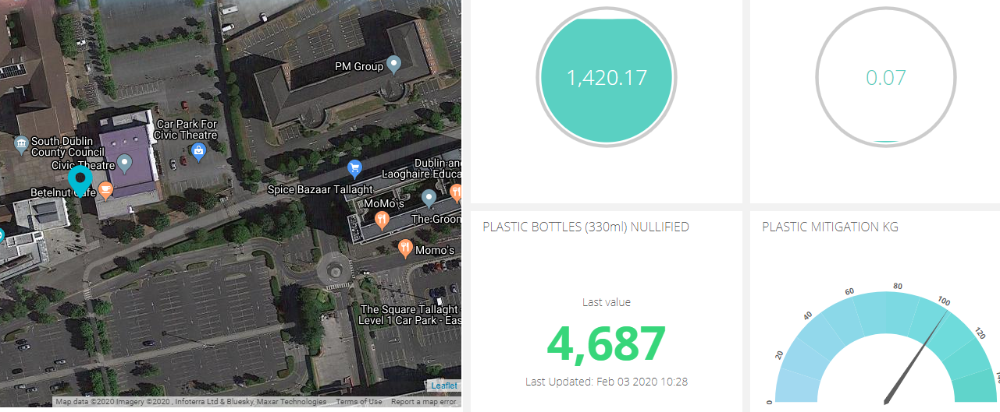 PM Group
Car Park For
Civic Theatre
South Dublin
County Council
Civic Theatre
Betelnut Cafe
Dublin and
Laoghaire Educa
Spice Bazaar Tallaght
MoMó's
The Groom
Momo's
The Square Tallaght -
Level 1 Car Park - Eas
Leaflet
Map data ©2020 Imagery ©2020 , Infoterra Ltd & Bluesky, Maxar Technologies Terms of Use Report a map error
1,420.17
0.07
PLASTIC BOTTLES (330ml) NULLIFIED
Last value
4,687
Last Updated: Feb 03 2020 10:28
PLASTIC MITIGATION KG
0
20
40
60
80
100
120